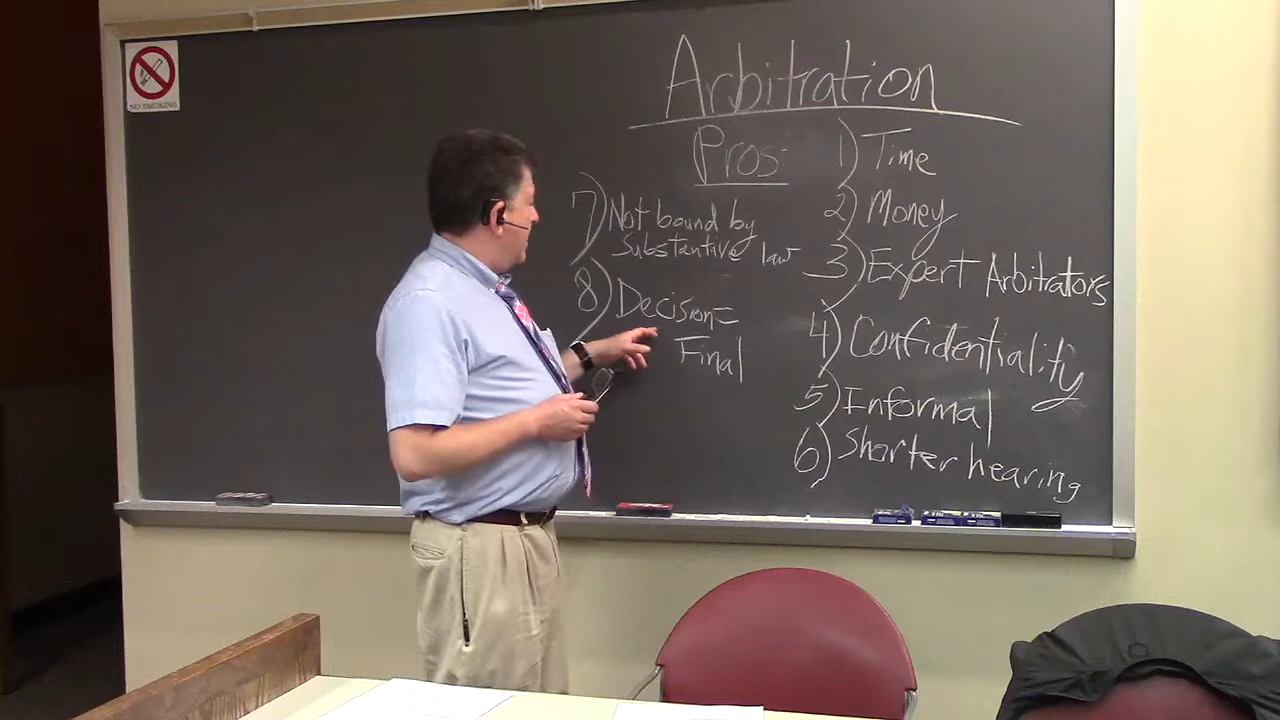 NO SMOKING
Arbitration
Pros:
1) Time
2) Money
3) Expert Arbitrators
4) Confidentiality
5) Informal
6) Shorter hearing
7) Not bound by
Substantive law
8) Decision=
Final